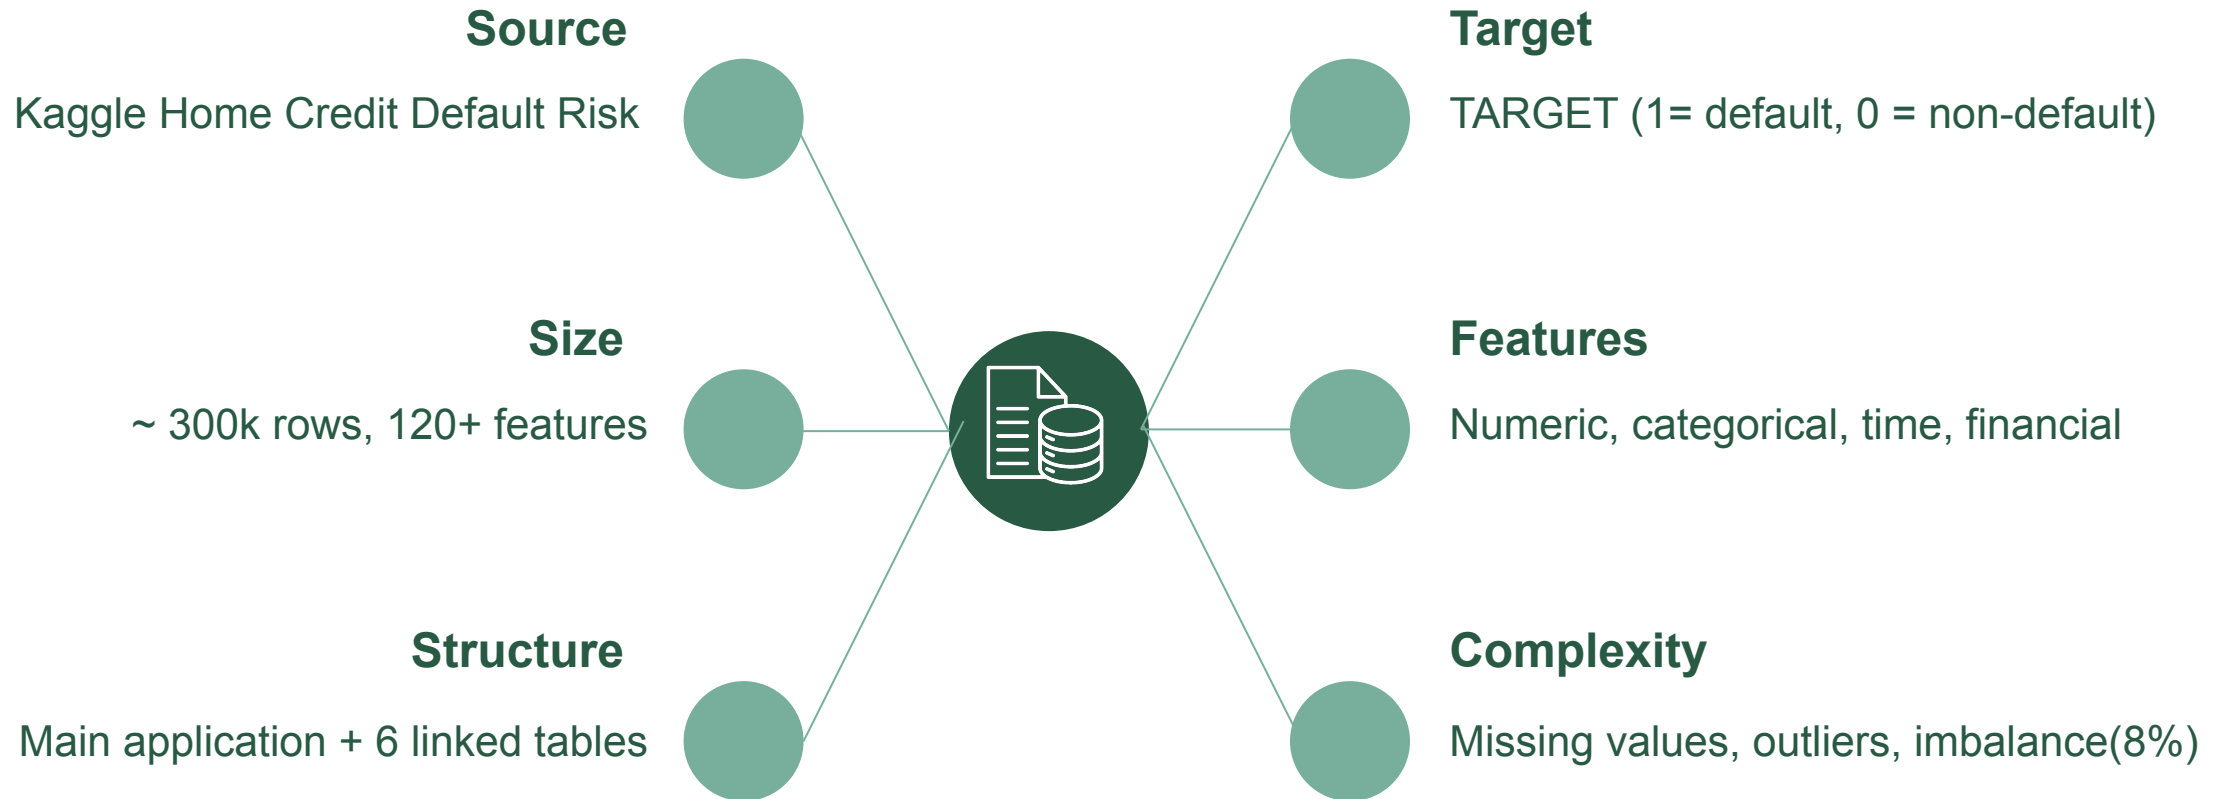 Source
Kaggle Home Credit Default Risk
Size
~ 300k rows, 120+ features
Structure
Main application + 6 linked tables
Target
TARGET (1= default, 0 = non-default)
Features
Numeric, categorical, time, financial
Complexity
Missing values, outliers, imbalance(8%)